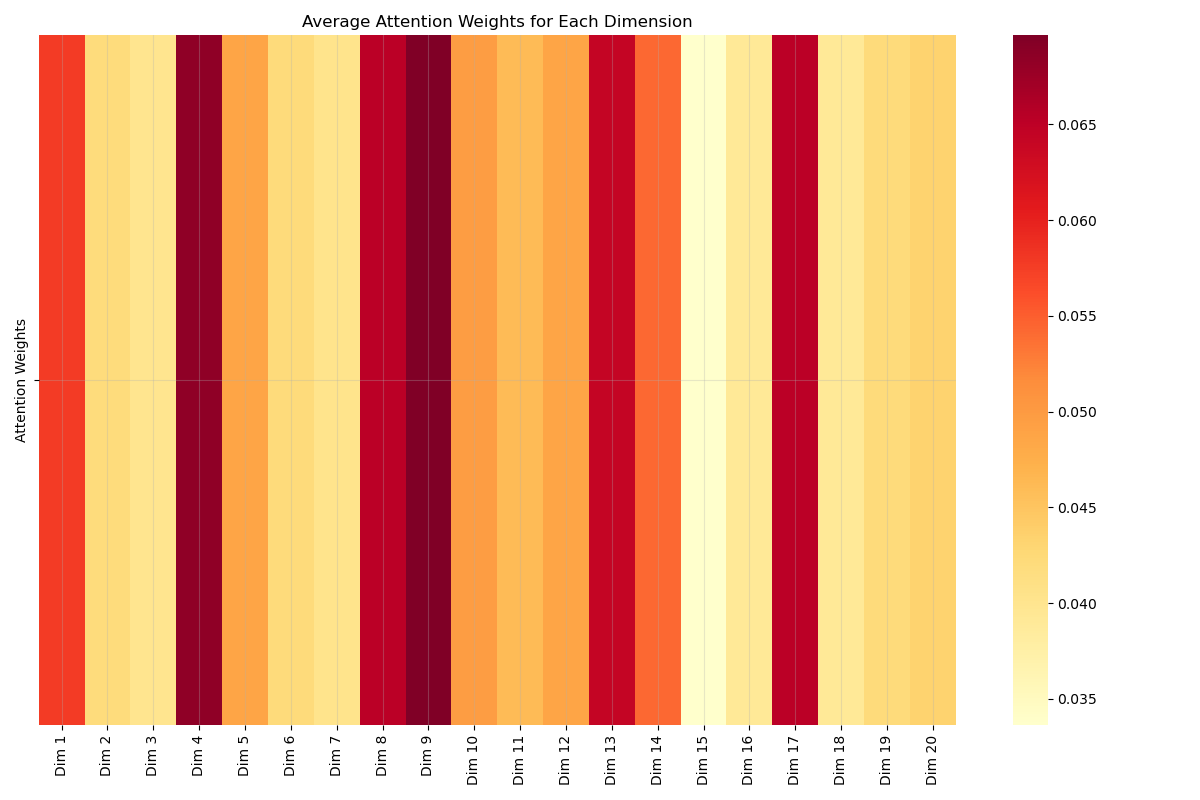 Average Attention Weights for Each Dimension
Attention Weights
Dim 1
Dim 2
Dim 3
Dim 4
Dim 5
Dim 6
Dim 7
Dim 8
Dim 9
Dim 10
Dim 11
Dim 12
Dim 13
Dim 14
Dim 15
Dim 16
Dim 17
Dim 18
Dim 19
Dim 20
0.065
0.060
0.055
0.050
0.045
0.040
0.035